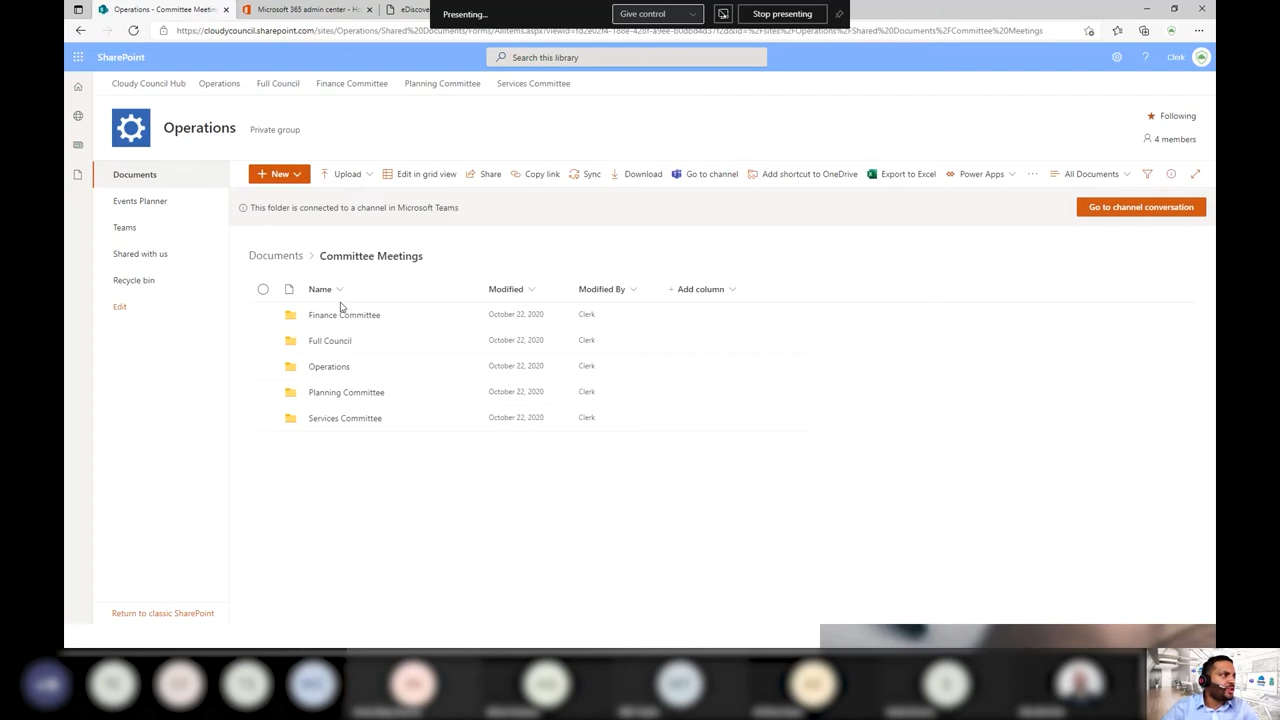 Operations - Committee Meetin
Microsoft 365 admin center - H
eDiscove
Presenting...
Give control
Stop presenting
SharePoint
Search this library
Clerk
Cloudy Council Hub
Operations
Full Council
Finance Committee
Planning Committee
Services Committee
Operations
Private group
Following
4 members
Documents
Events Planner
Teams
Shared with us
Recycle bin
Edit
Return to classic SharePoint
New
Upload
Edit in grid view
Share
Copy link
Sync
Download
Go to channel
Add shortcut to OneDrive
Export to Excel
Power Apps
All Documents
This folder is connected to a channel in Microsoft Teams
Go to channel conversation
Documents > Committee Meetings
Name
Modified
Modified By
+ Add column
Finance Committee October 22, 2020 Clerk
Full Council October 22, 2020 Clerk
Operations October 22, 2020 Clerk
Planning Committee October 22, 2020 Clerk
Services Committee October 22, 2020 Clerk